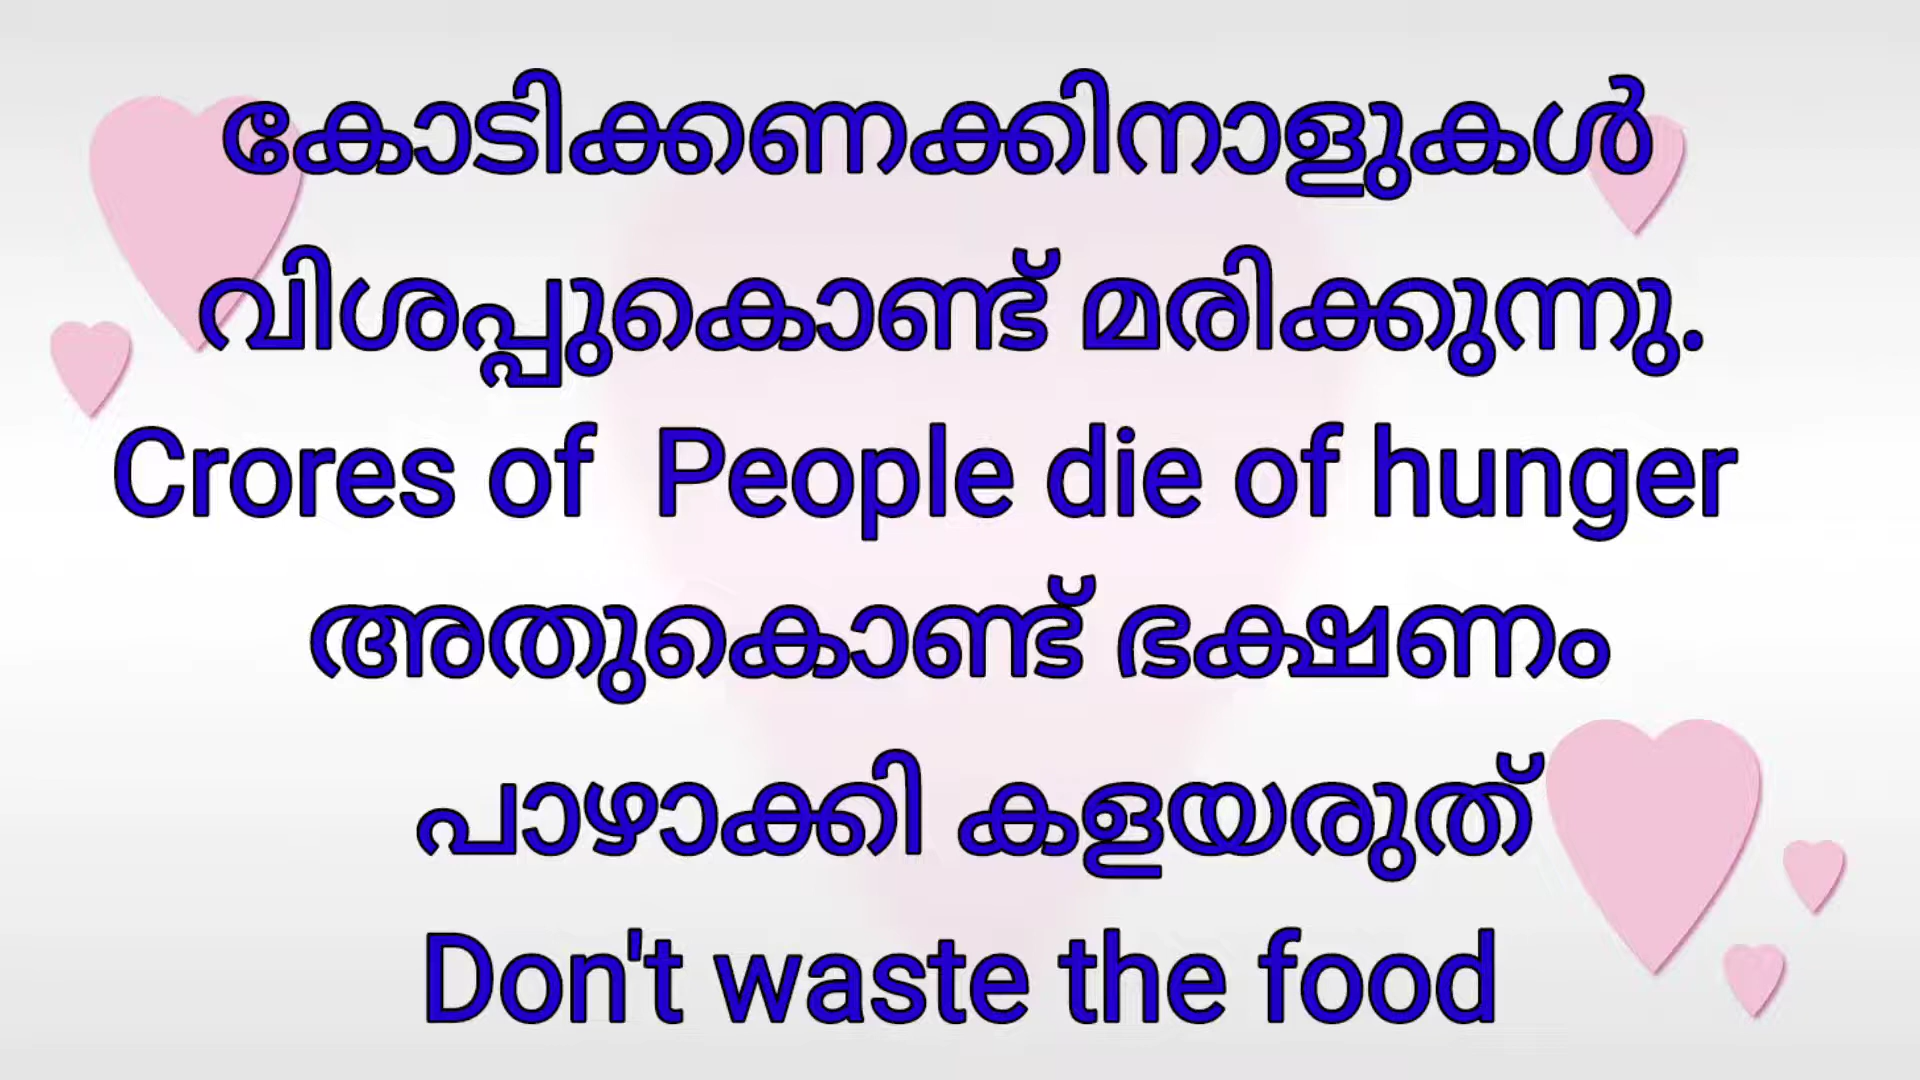 കോടിക്കണക്കിനാളുകൾ
വിശപ്പുകൊണ്ട് മരിക്കുന്നു.
Crores of  People die of hunger
അതുകൊണ്ട് ഭക്ഷണം
പാഴാക്കി കളയരുത്
Don't waste the food